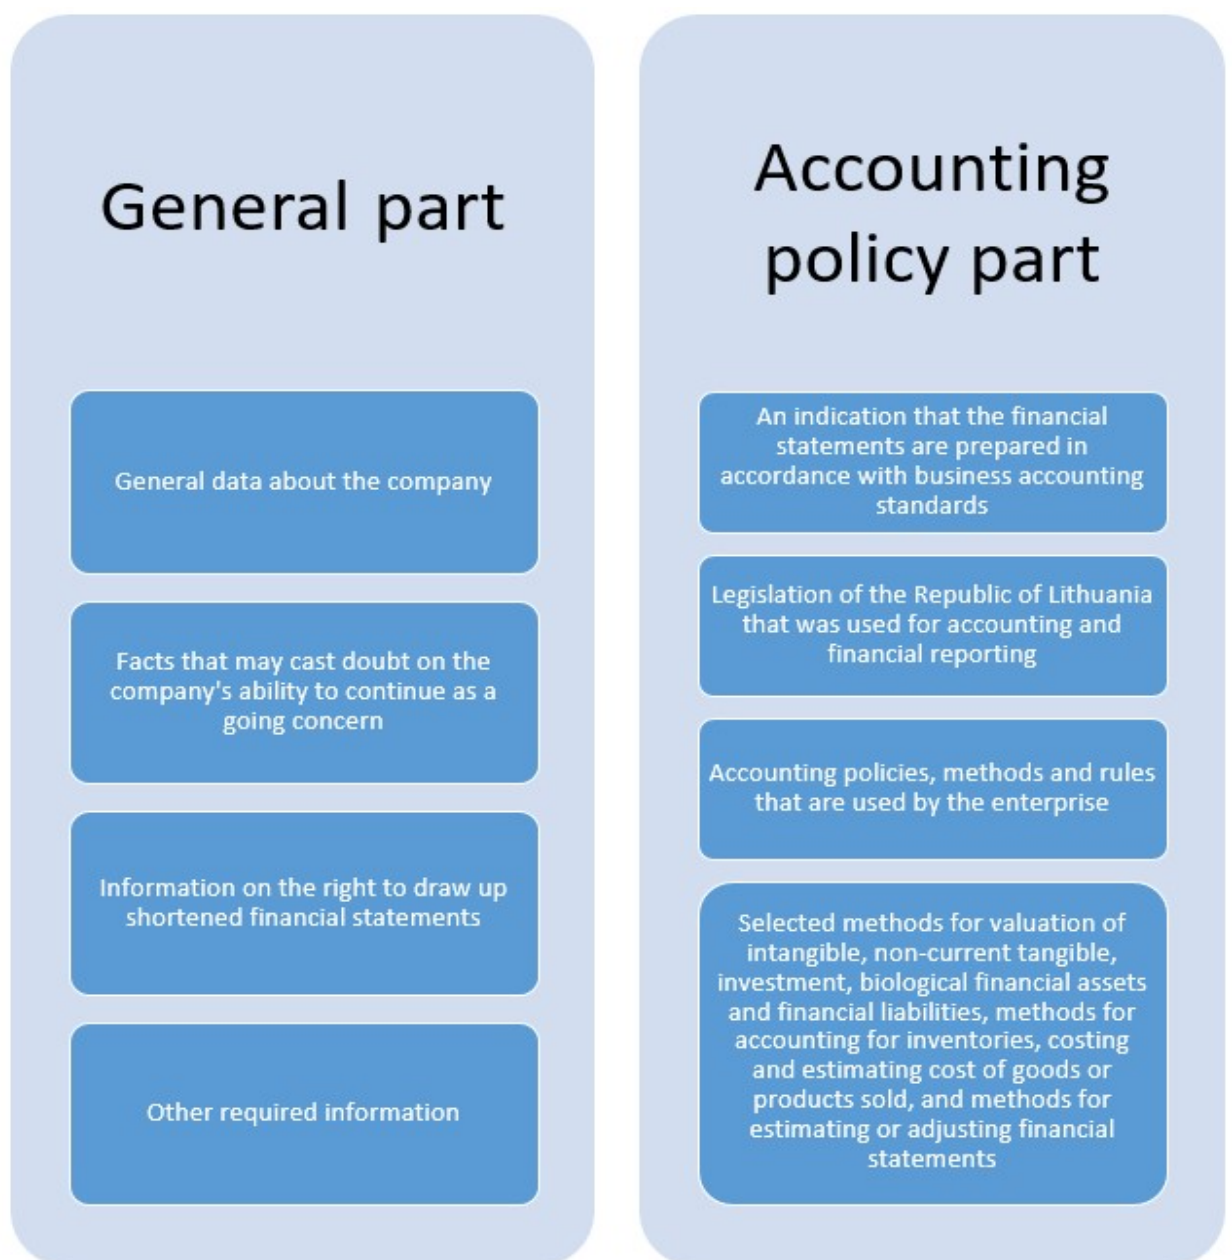 General part
General data about the company
Facts that may cast doubt on the
company's ability to continue as a
going concern
Information on the right to draw up
shortened financial statements
Other required information
Accounting
policy part
An indication that the financial
statements are prepared in
accordance with business accounting
standards
Legislation of the Republic of Lithuania
that was used for accounting and
financial reporting
Accounting policies, methods and rules
that are used by the enterprise
Selected methods for valuation of
intangible, non-current tangible,
investment, biological financial assets
and financial liabilities, methods for
accounting for inventories, costing
and estimating cost of goods or
products sold, and methods for
estimating or adjusting financial
statements